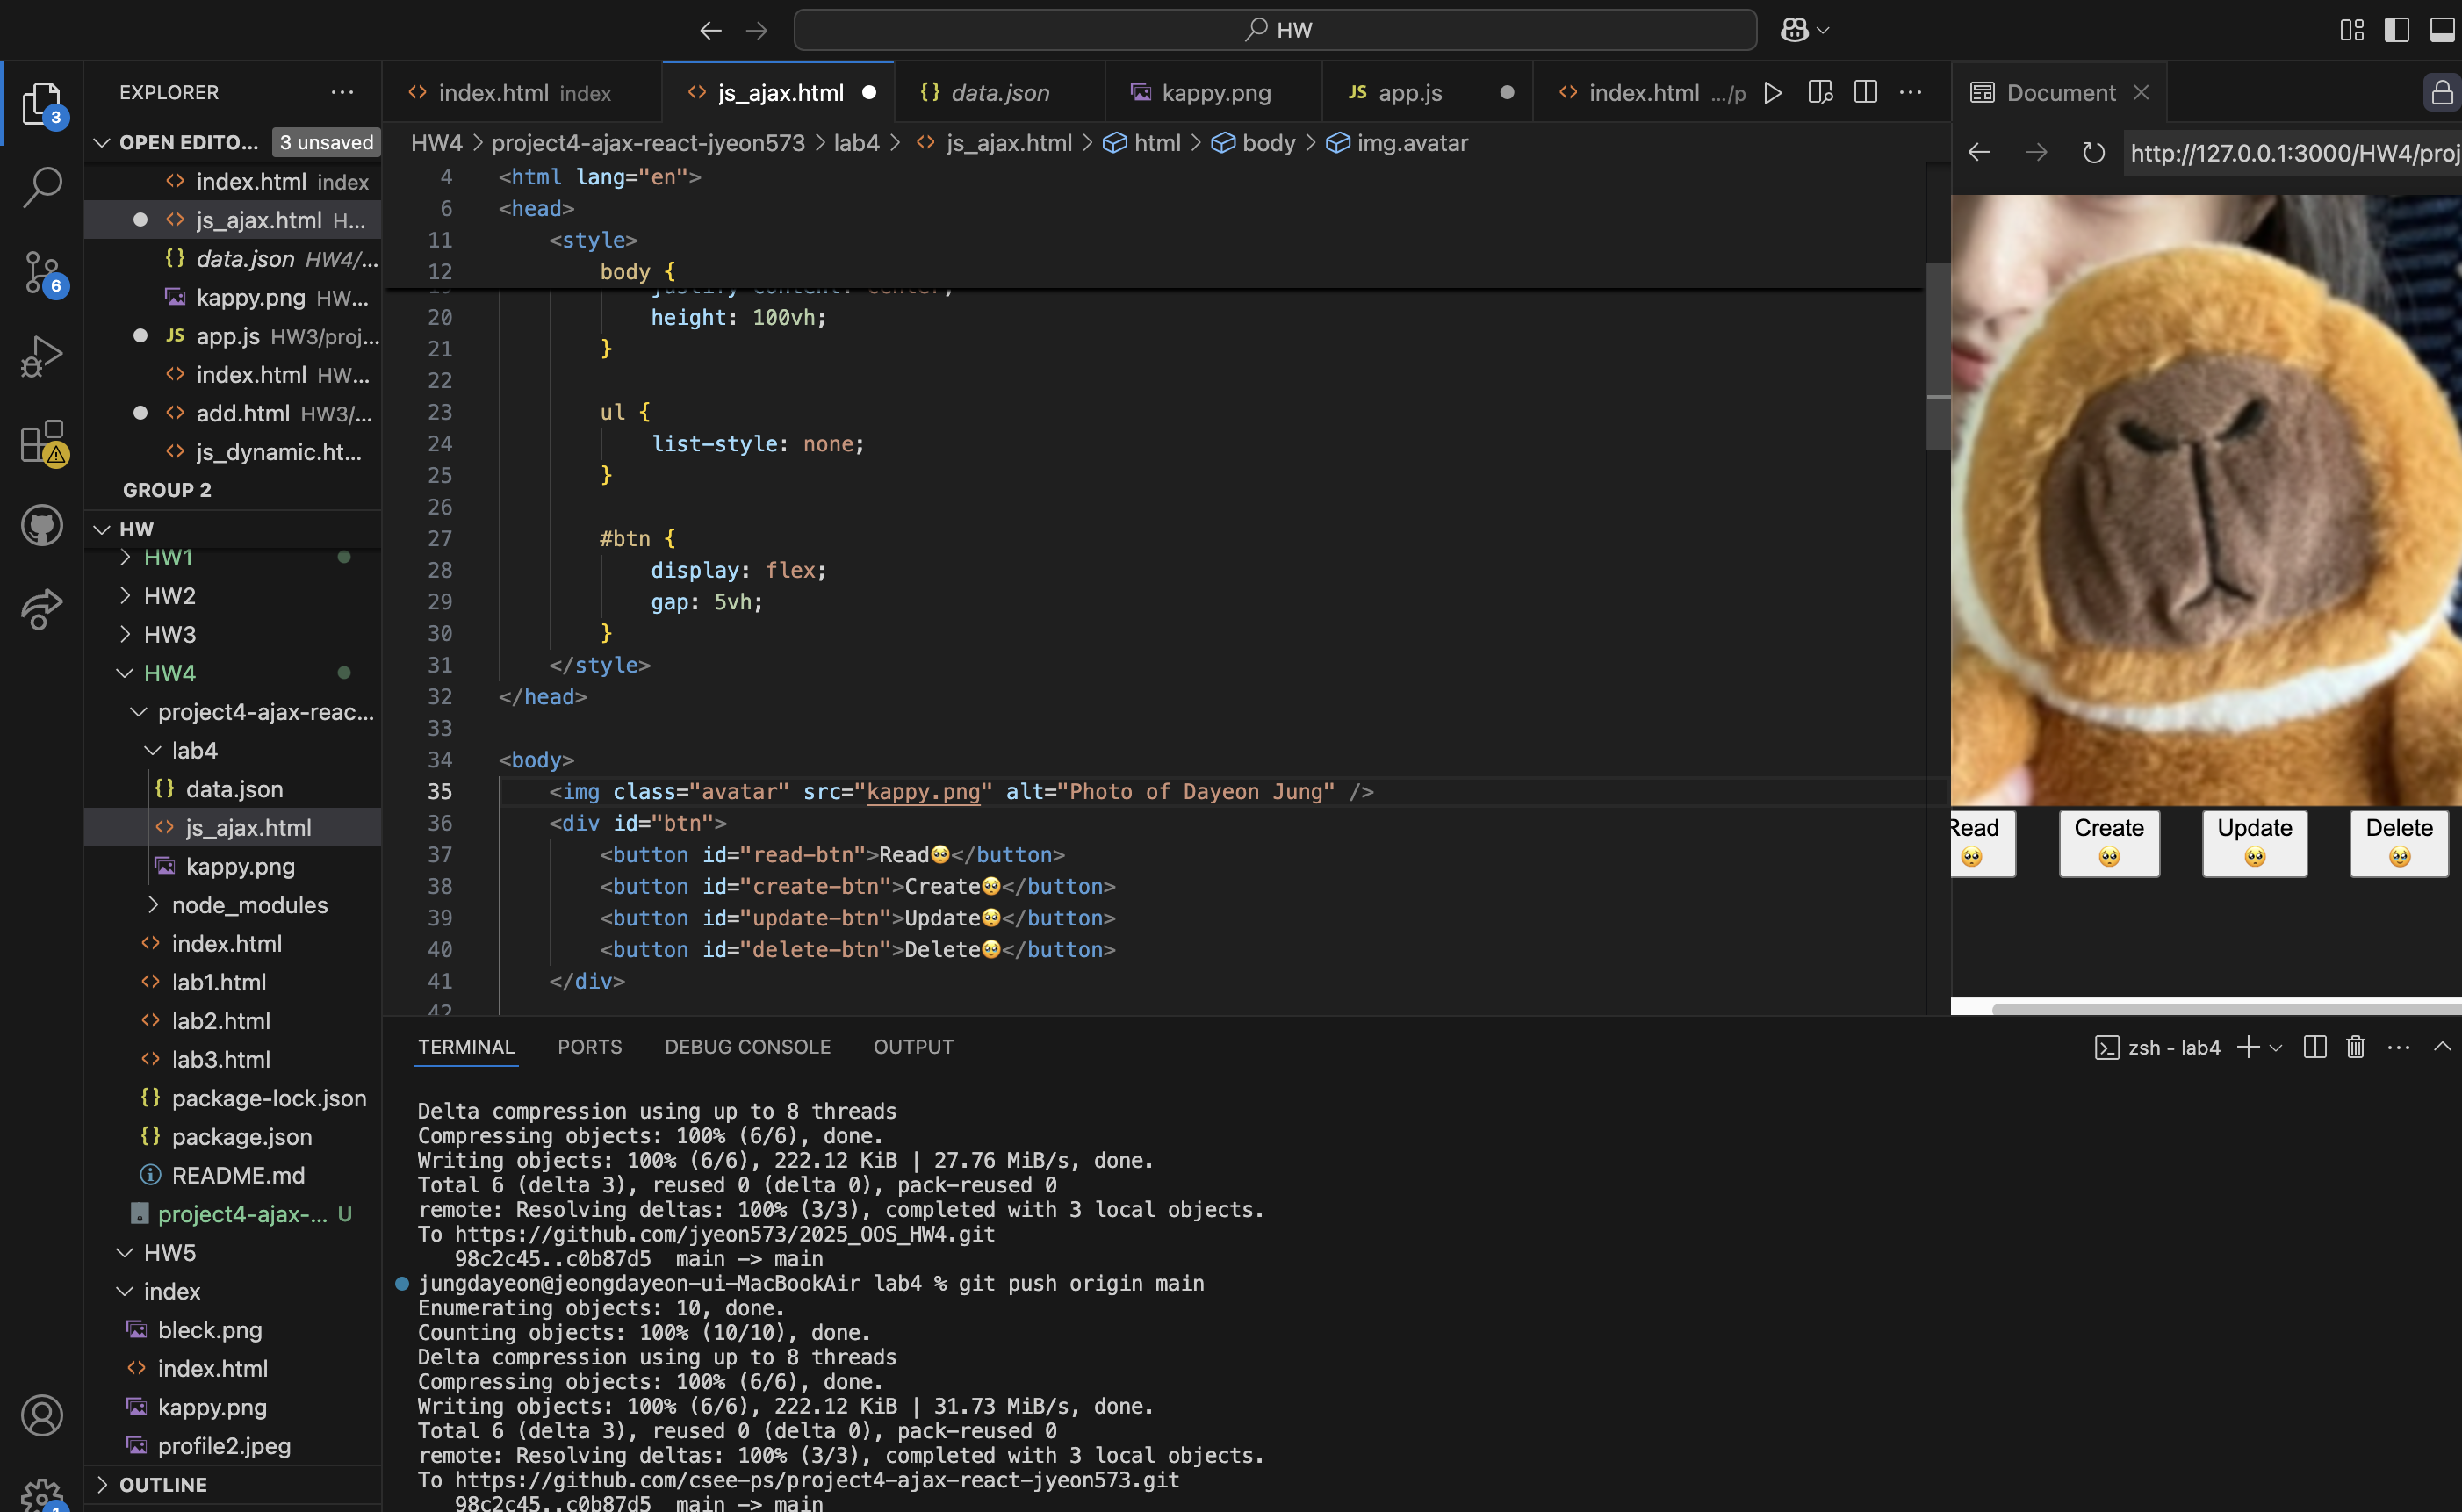 HW
EXPLORER
OPEN EDITO... 3 unsaved
index.html index
js_ajax.html H...
data.json HW4/...
kappy.png HW...
app.js HW3/proj...
index.html HW...
add.html HW3/...
js_dynamic.ht...
GROUP 2
HW
HW1
HW2
HW3
HW4
project4-ajax-reac...
lab4
data.json
js_ajax.html
kappy.png
node_modules
index.html
lab1.html
lab2.html
lab3.html
package-lock.json
package.json
README.md
project4-ajax-... U
HW5
index
bleck.png
index.html
kappy.png
profile2.jpeg
OUTLINE
3
6
1
index.html index
js_ajax.html
data.json
kappy.png
JS app.js
index.html .../p
HW4 > project4-ajax-react-jyeon573 > lab4 > js_ajax.html > html > body > img.avatar
4 <html lang="en">
6 <head>
11 <style>
12 body {
justify-content: center;
20 height: 100vh;
21 }
22
23 ul {
24 list-style: none;
25 }
26
27 #btn {
28 display: flex;
29 gap: 5vh;
30 }
31 </style>
32 </head>
33
34 <body>
35 <img class="avatar" src="kappy.png" alt="Photo of Dayeon Jung" />
36 <div id="btn">
37 <button id="read-btn">Read🥺</button>
38 <button id="create-btn">Create🥺</button>
39 <button id="update-btn">Update🥺</button>
40 <button id="delete-btn">Delete🥹</button>
41 </div>
42
Document
http://127.0.0.1:3000/HW4/proj
Read
🥺
Create
🥺
Update
🥺
Delete
🥹
TERMINAL PORTS DEBUG CONSOLE OUTPUT
zsh - lab4
Delta compression using up to 8 threads
Compressing objects: 100% (6/6), done.
Writing objects: 100% (6/6), 222.12 KiB | 27.76 MiB/s, done.
Total 6 (delta 3), reused 0 (delta 0), pack-reused 0
remote: Resolving deltas: 100% (3/3), completed with 3 local objects.
To https://github.com/jyeon573/2025_OOS_HW4.git
98c2c45..c0b87d5 main -> main
jungdayeon@jeongdayeon-ui-MacBookAir lab4 % git push origin main
Enumerating objects: 10, done.
Counting objects: 100% (10/10), done.
Delta compression using up to 8 threads
Compressing objects: 100% (6/6), done.
Writing objects: 100% (6/6), 222.12 KiB | 31.73 MiB/s, done.
Total 6 (delta 3), reused 0 (delta 0), pack-reused 0
remote: Resolving deltas: 100% (3/3), completed with 3 local objects.
To https://github.com/csee-ps/project4-ajax-react-jyeon573.git
98c2c45..c0b87d5 main -> main